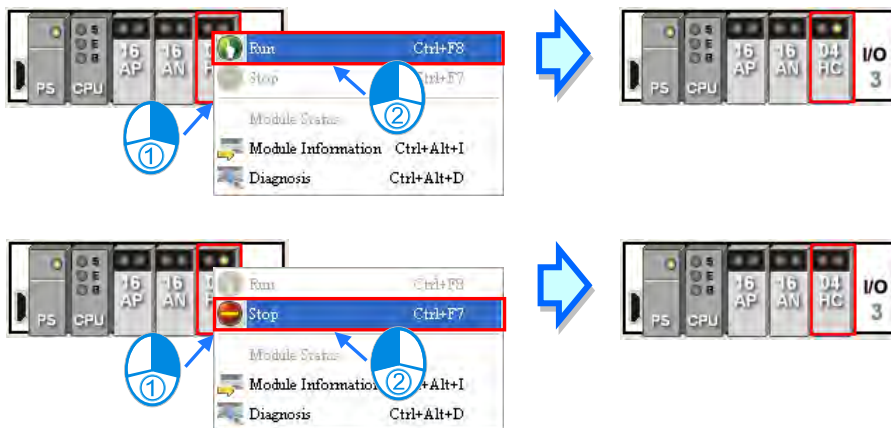 PS CPU 16 AP 16 AN
Run Ctrl+F8
Stop Ctrl+F7
Module Status
Module Information Ctrl+Alt+I
Diagnosis Ctrl+Alt+D
① ②
PS CPU 16 AP 16 AN 04 HC I/O 3
PS CPU 16 AP 16 AN
Run Ctrl+F8
Stop Ctrl+F7
Module Status
Module Information Ctrl+Alt+I
Diagnosis Ctrl+Alt+D
① ②
PS CPU 16 AP 16 AN 04 HC I/O 3